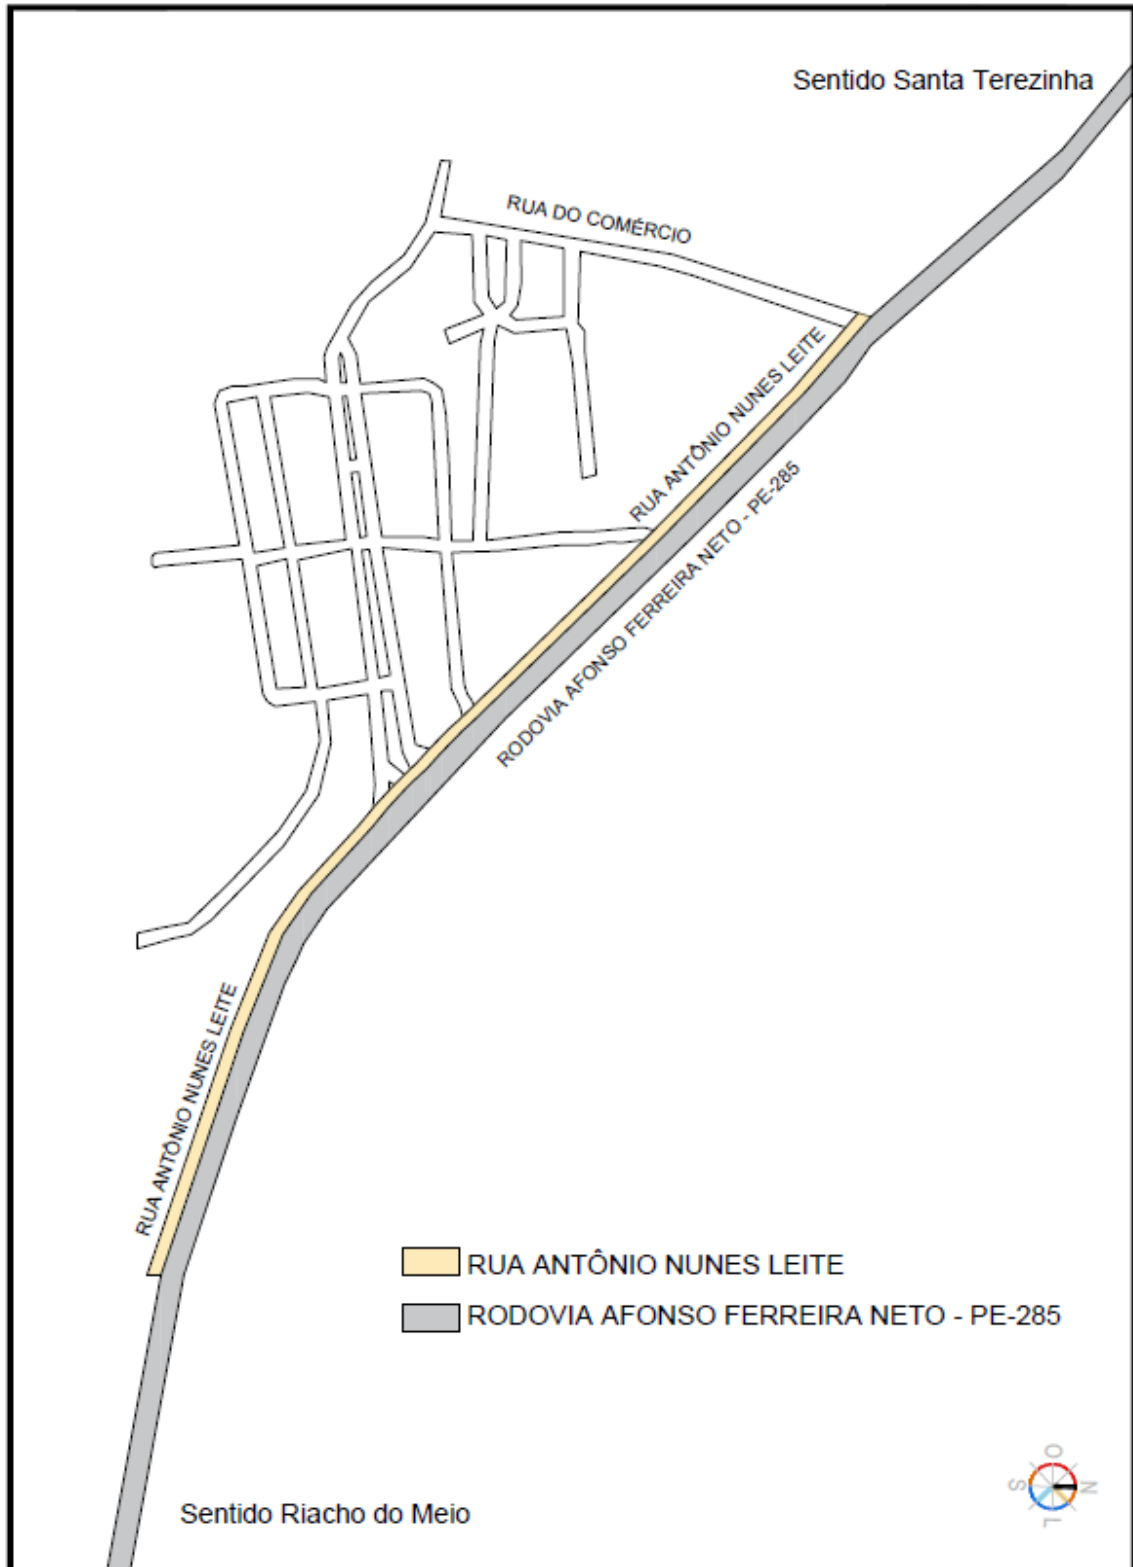 Sentido Santa Terezinha
RUA DO COMÉRCIO
RUA ANTÔNIO NUNES LEITE
RODOVIA AFONSO FERREIRA NETO - PE-285
RUA ANTÔNIO NUNES LEITE
RUA ANTÔNIO NUNES LEITE
RODOVIA AFONSO FERREIRA NETO - PE-285
O
S
N
L
Sentido Riacho do Meio